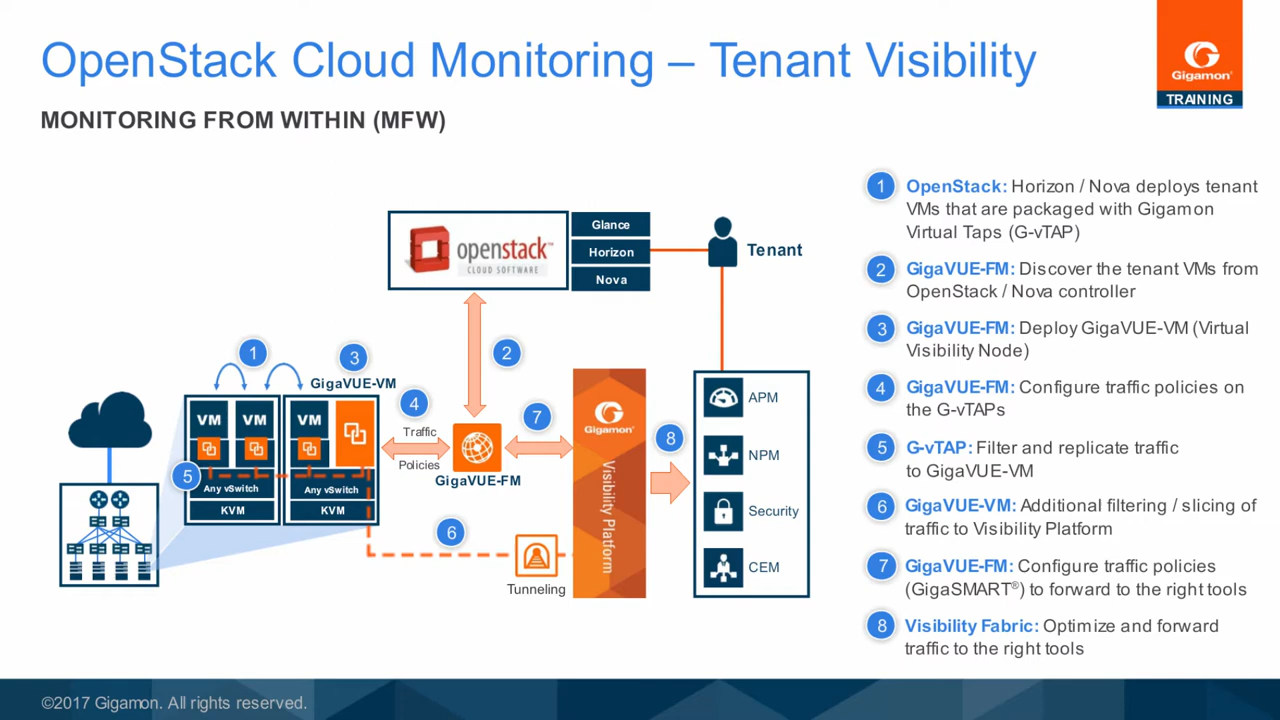 OpenStack Cloud Monitoring – Tenant Visibility
Gigamon®
TRAINING
MONITORING FROM WITHIN (MFW)
openstack™
CLOUD SOFTWARE
Glance
Horizon
Nova
Tenant
1
2
3
GigaVUE-VM
VM
VM
VM
4
Traffic
Policies
GigaVUE-FM
7
5
Any vSwitch
Any vSwitch
KVM
KVM
6
Tunneling
Gigamon®
Visibility Platform
8
APM
NPM
Security
CEM
1 OpenStack: Horizon / Nova deploys tenant
VMs that are packaged with Gigamon
Virtual Taps (G-vTAP)
2 GigaVUE-FM: Discover the tenant VMs from
OpenStack / Nova controller
3 GigaVUE-FM: Deploy GigaVUE-VM (Virtual
Visibility Node)
4 GigaVUE-FM: Configure traffic policies on
the G-vTAPs
5 G-vTAP: Filter and replicate traffic
to GigaVUE-VM
6 GigaVUE-VM: Additional filtering / slicing of
traffic to Visibility Platform
7 GigaVUE-FM: Configure traffic policies
(GigaSMART®) to forward to the right tools
8 Visibility Fabric: Optimize and forward
traffic to the right tools
©2017 Gigamon. All rights reserved.